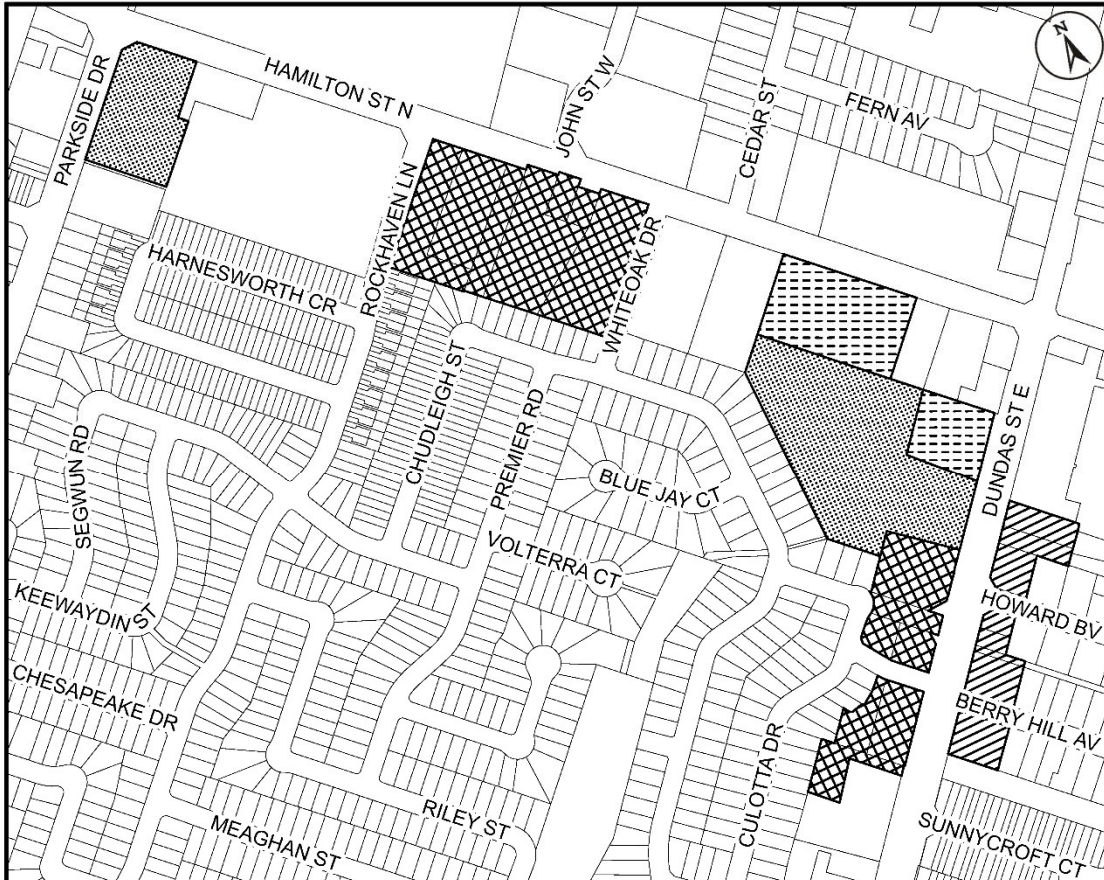 N
PARKSIDE DR
HAMILTON ST N
JOHN ST W
CEDAR ST
FERN AV
ROCKHAVEN LN
WHITEOAK DR
HARNESWORTH CR
CHUDLEIGH ST
PREMIER RD
DUNDAS ST E
SEGWUN RD
BLUE JAY CT
VOLTERRA CT
KEEWAYDIN ST
HOWARD BV
CHESAPEAKE DR
BERRY HILL AV
CULOTTA DR
RILEY ST
MEAGHAN ST
SUNNYCROFT CT